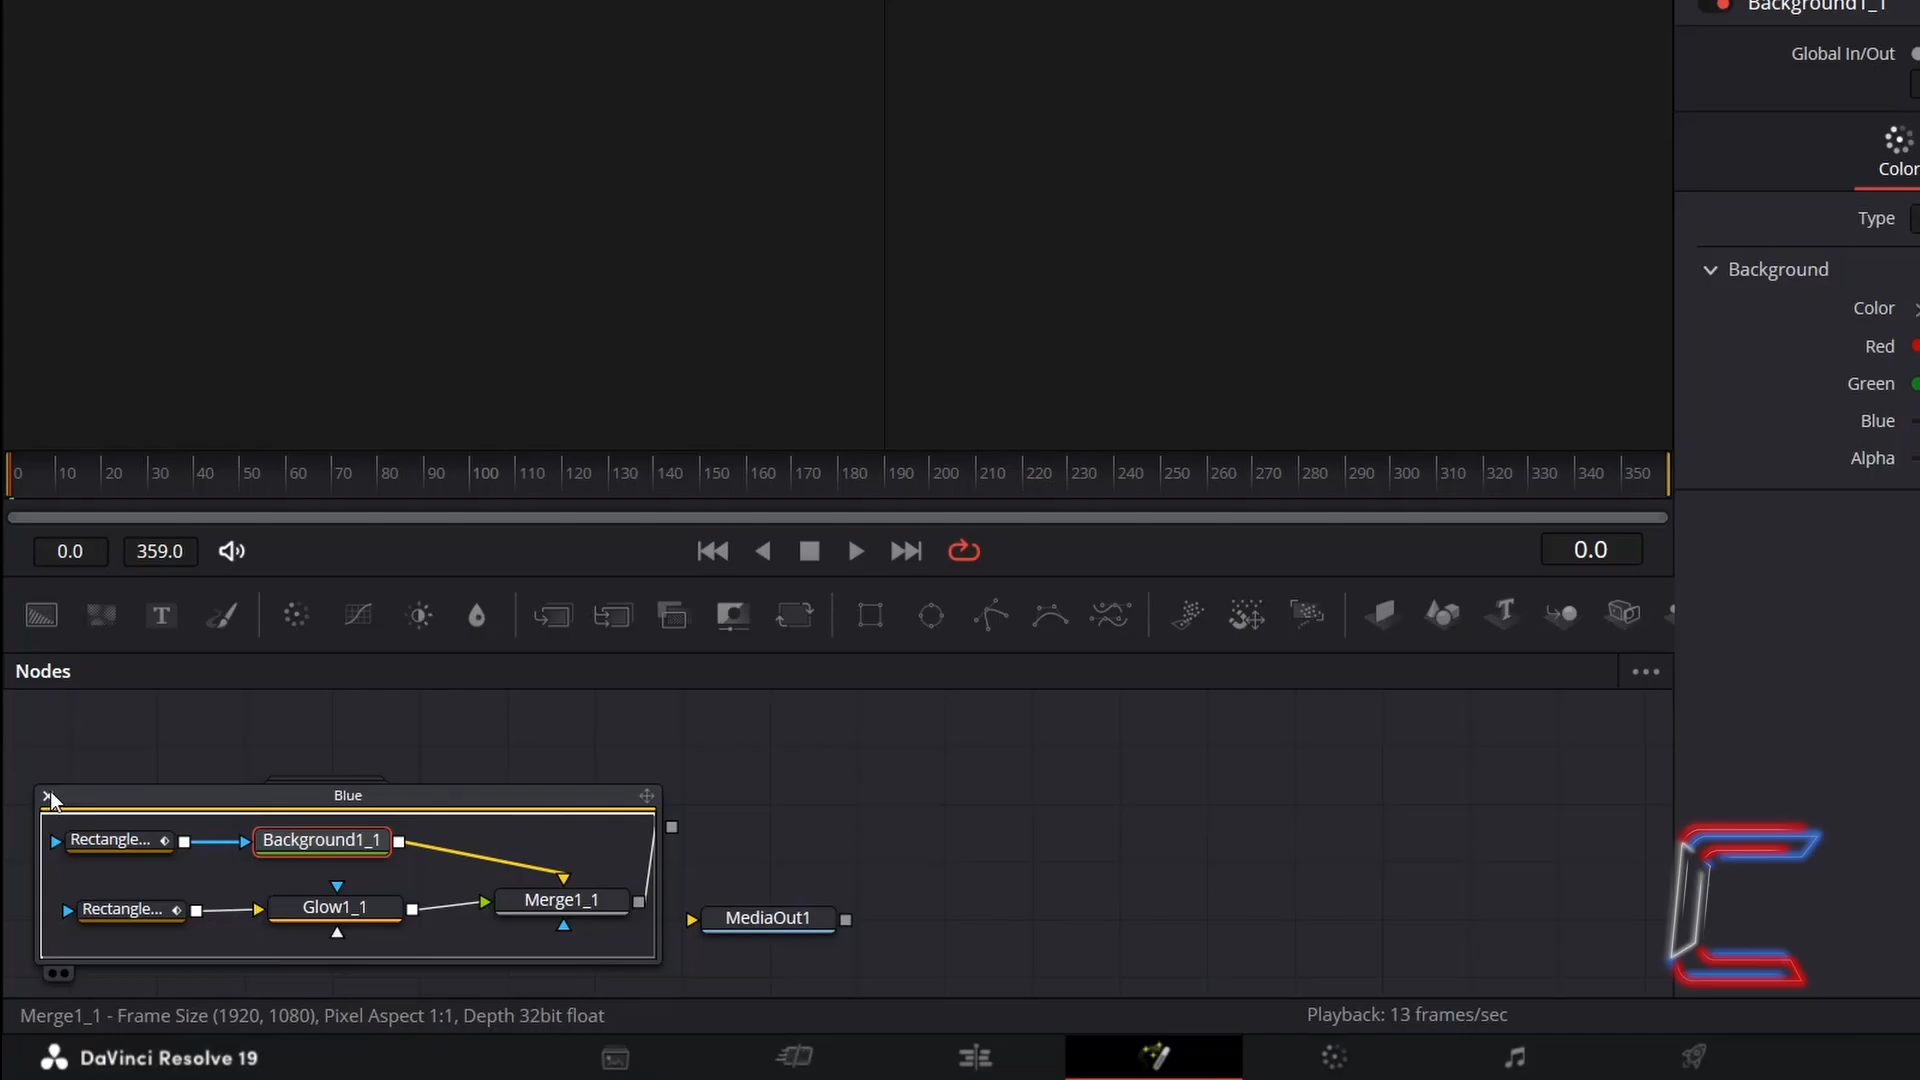 Background1_1
Global In/Out
Color
Type
Background
Color
Red
Green
Blue
Alpha
0 10 20 30 40 50 60 70 80 90 100 110 120 130 140 150 160 170 180 190 200 210 220 230 240 250 260 270 280 290 300 310 320 330 340 350
0.0 359.0 0.0
T
Nodes
Blue
Rectangle... Background1_1
Rectangle... Glow1_1 Merge1_1
MediaOut1
Merge1_1 - Frame Size (1920, 1080), Pixel Aspect 1:1, Depth 32bit float Playback: 13 frames/sec
DaVinci Resolve 19